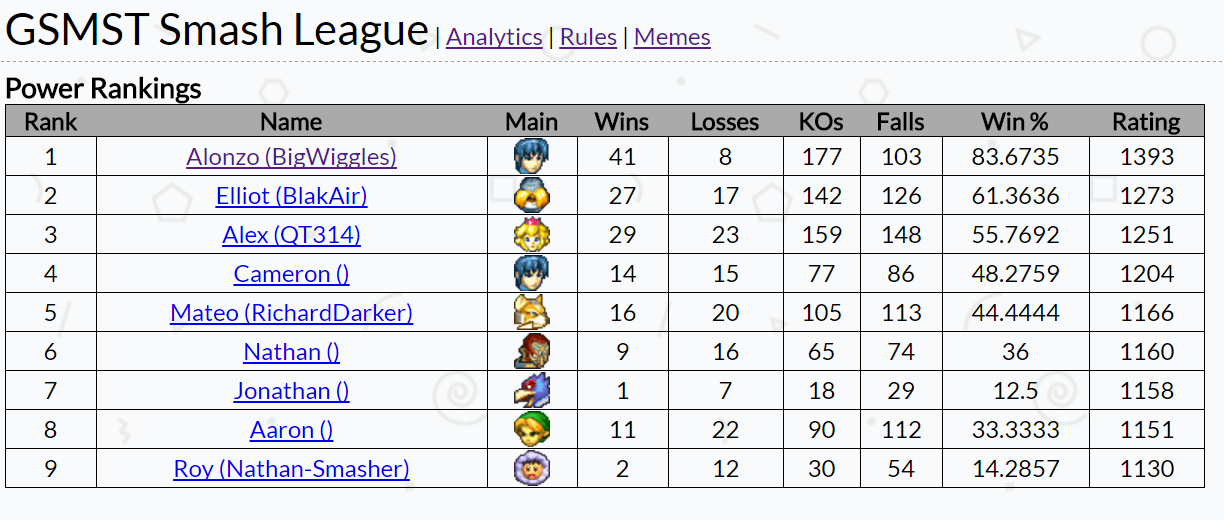 GSMST Smash League | Analytics | Rules | Memes
Power Rankings
Rank Name Main Wins Losses KOs Falls Win % Rating
1 Alonzo (BigWiggles) 41 8 177 103 83.6735 1393
2 Elliot (BlakAir) 27 17 142 126 61.3636 1273
3 Alex (QT314) 29 23 159 148 55.7692 1251
4 Cameron () 14 15 77 86 48.2759 1204
5 Mateo (RichardDarker) 16 20 105 113 44.4444 1166
6 Nathan () 9 16 65 74 36 1160
7 Jonathan () 1 7 18 29 12.5 1158
8 Aaron () 11 22 90 112 33.3333 1151
9 Roy (Nathan-Smasher) 2 12 30 54 14.2857 1130